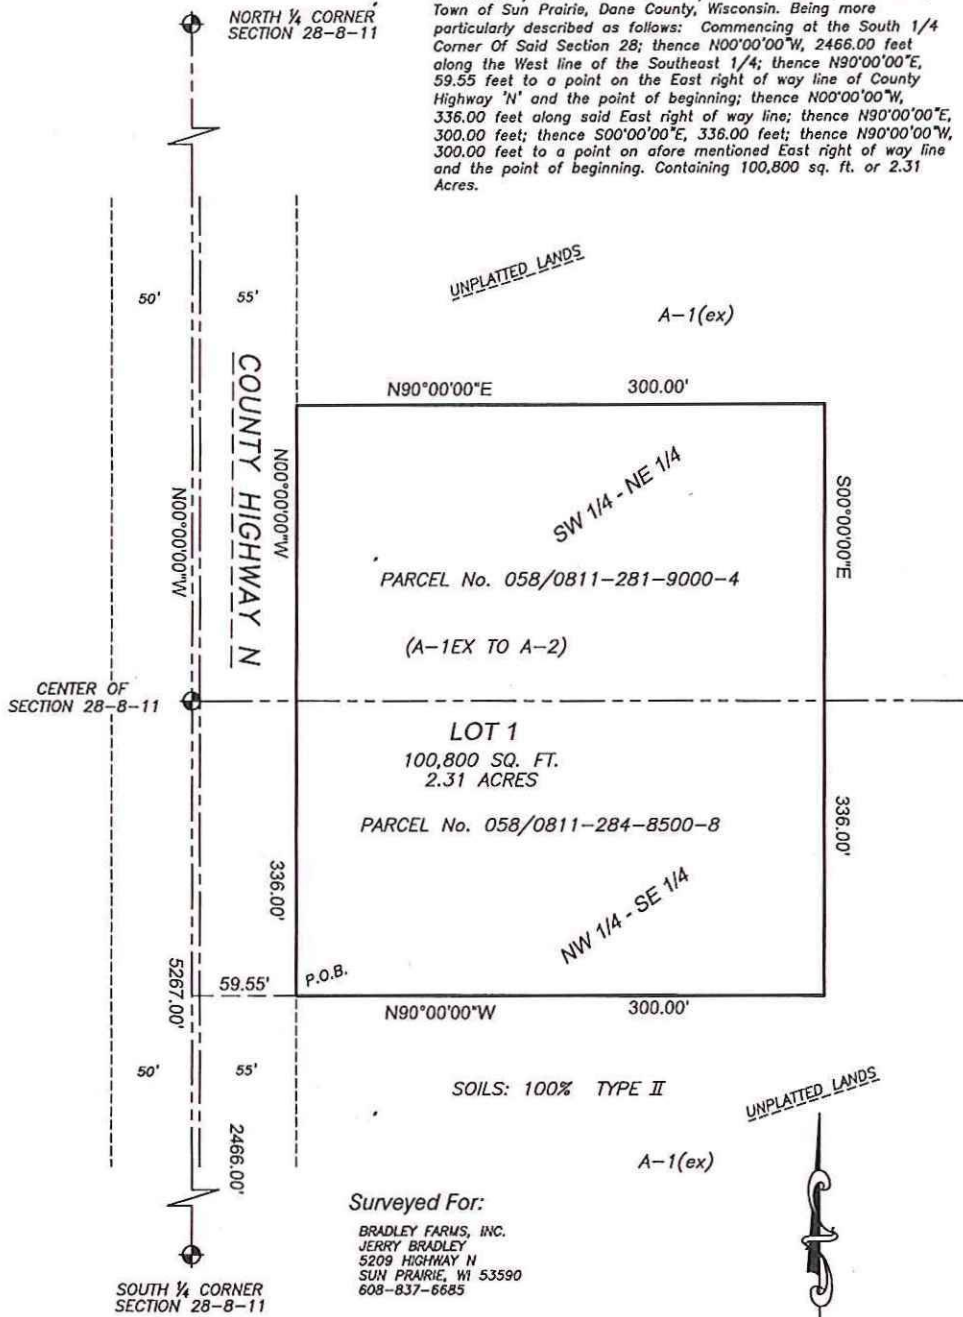 NORTH ¼ CORNER
SECTION 28-8-11
Town of Sun Prairie, Dane County, Wisconsin. Being more
particularly described as follows: Commencing at the South 1/4
Corner Of Said Section 28; thence N00°00'00"W, 2466.00 feet
along the West line of the Southeast 1/4; thence N90°00'00"E,
59.55 feet to a point on the East right of way line of County
Highway 'N' and the point of beginning; thence N00°00'00"W,
336.00 feet along said East right of way line; thence N90°00'00"E,
300.00 feet; thence S00°00'00"E, 336.00 feet; thence N90°00'00"W,
300.00 feet to a point on afore mentioned East right of way line
and the point of beginning. Containing 100,800 sq. ft. or 2.31
Acres.
UNPLATTED LANDS
50'
55'
A-1(ex)
N90°00'00"E
300.00'
COUNTY HIGHWAY N
N00°00'00"W
N00°00'00"W
SW 1/4 - NE 1/4
S00°00'00"E
PARCEL No. 058/0811-281-9000-4
(A-1EX TO A-2)
CENTER OF
SECTION 28-8-11
LOT 1
100,800 SQ. FT.
2.31 ACRES
PARCEL No. 058/0811-284-8500-8
336.00'
336.00'
NW 1/4 - SE 1/4
5267.00'
59.55'
P.O.B.
N90°00'00"W
300.00'
50'
55'
SOILS: 100% TYPE II
UNPLATTED LANDS
2466.00'
A-1(ex)
Surveyed For:
BRADLEY FARMS, INC.
JERRY BRADLEY
5209 HIGHWAY N
SUN PRAIRIE, WI 53590
608-837-6685
SOUTH ¼ CORNER
SECTION 28-8-11